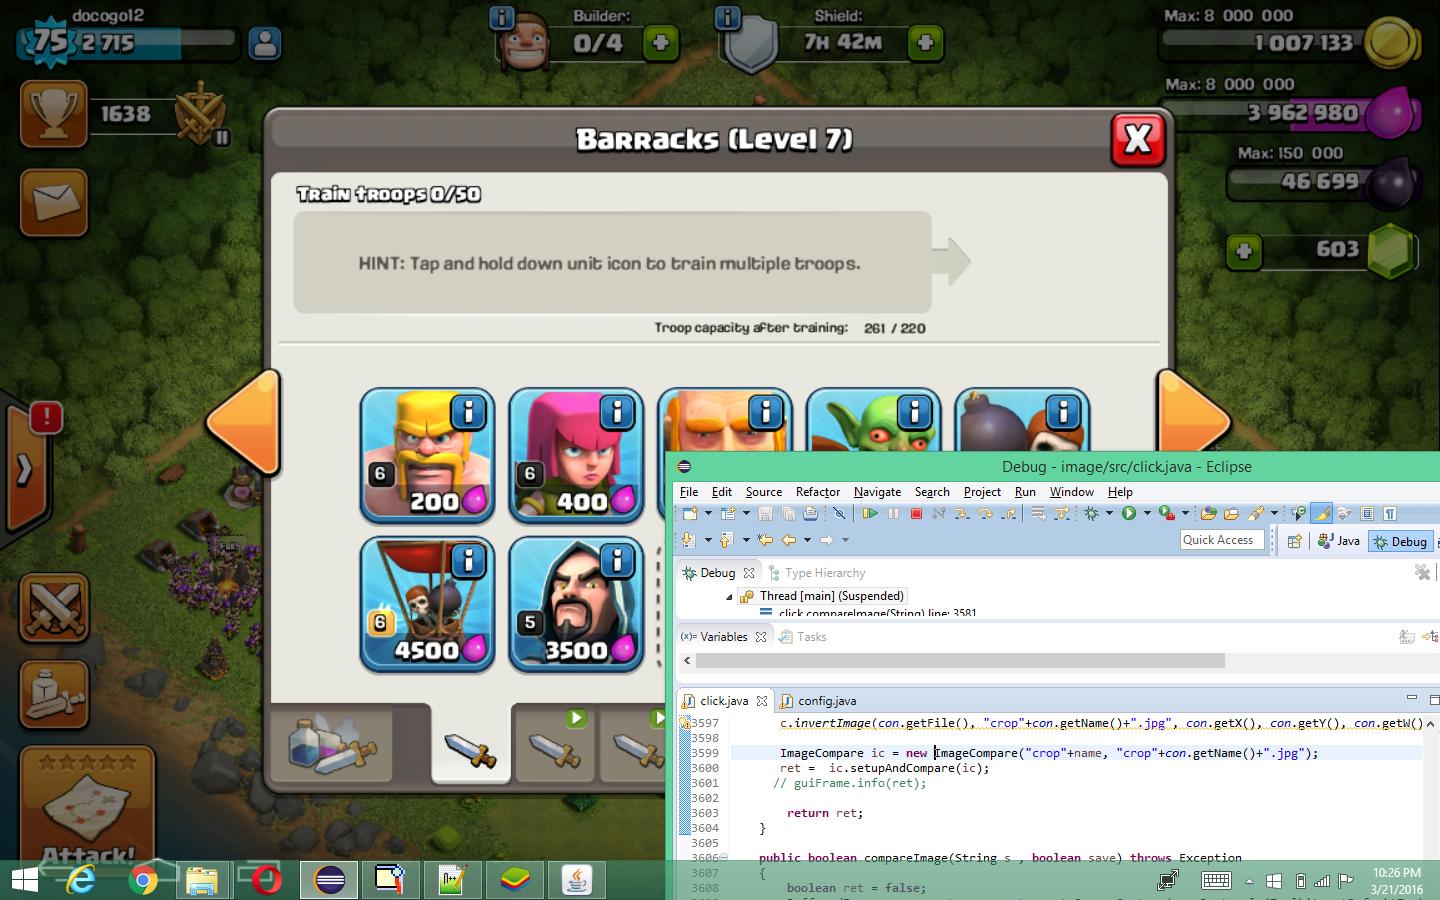 docogo12
75 2 715
Builder:
0/4
Shield:
7H 42M
Max: 8 000 000
1 007 133
Max: 8 000 000
3 962 980
Max: 150 000
46 699
603
1638
Barracks (Level 7)
X
Train troops 0/50
HINT: Tap and hold down unit icon to train multiple troops.
Troop capacity after training: 261 / 220
6 200
6 400
6 4500
5 3500
Full
Attack!
Debug - image/src/click.java - Eclipse
File Edit Source Refactor Navigate Search Project Run Window Help
Quick Access
Java
Debug
Debug
Type Hierarchy
Thread [main] (Suspended)
click.compareImage(String) line: 3581
(x)= Variables
Tasks
click.java
config.java
3597 c.invertImage(con.getFile(), "crop"+con.getName()+".jpg", con.getX(), con.getY(), con.getW()
3598
3599 ImageCompare ic = new ImageCompare("crop"+name, "crop"+con.getName()+".jpg");
3600 ret =  ic.setupAndCompare(ic);
3601 // guiFrame.info(ret);
3602
3603 return ret;
3604 }
3605
3606 public boolean compareImage(String s , boolean save) throws Exception
3607 {
3608 boolean ret = false;
10:26 PM
3/21/2016